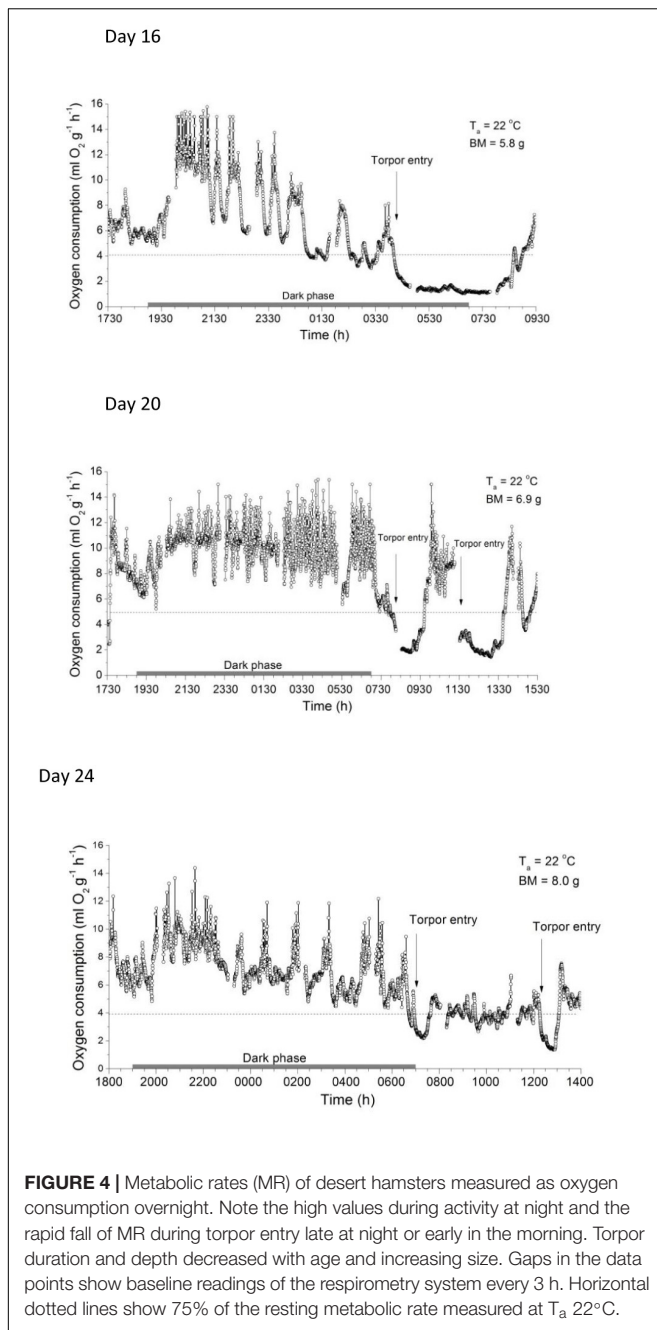 Day 16
Oxygen consumption (ml O₂ g⁻¹ h⁻¹)
16
14
12
10
8
6
4
2
0
Tₐ = 22 °C
BM = 5.8 g
Torpor entry
Dark phase
1730 1930 2130 2330 0130 0330 0530 0730 0930
Time (h)
Day 20
Oxygen consumption (ml O₂ g⁻¹ h⁻¹)
16
14
12
10
8
6
4
2
0
Tₐ = 22 °C
BM = 6.9 g
Torpor entry Torpor entry
Dark phase
1730 1930 2130 2330 0130 0330 0530 0730 0930 1130 1330 1530
Time (h)
Day 24
Oxygen consumption (ml O₂ g⁻¹ h⁻¹)
16
14
12
10
8
6
4
2
0
Tₐ = 22 °C
BM = 8.0 g
Torpor entry Torpor entry
Dark phase
1800 2000 2200 0000 0200 0400 0600 0800 1000 1200 1400
Time (h)
FIGURE 4 | Metabolic rates (MR) of desert hamsters measured as oxygen
consumption overnight. Note the high values during activity at night and the
rapid fall of MR during torpor entry late at night or early in the morning. Torpor
duration and depth decreased with age and increasing size. Gaps in the data
points show baseline readings of the respirometry system every 3 h. Horizontal
dotted lines show 75% of the resting metabolic rate measured at Tₐ 22°C.